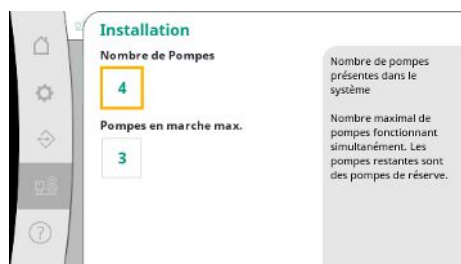 Installation
Nombre de Pompes
4
Pompes en marche max.
3
Nombre de pompes
présentes dans le
système
Nombre maximal de
pompes fonctionnant
simultanément. Les
pompes restantes sont
des pompes de réserve.
?